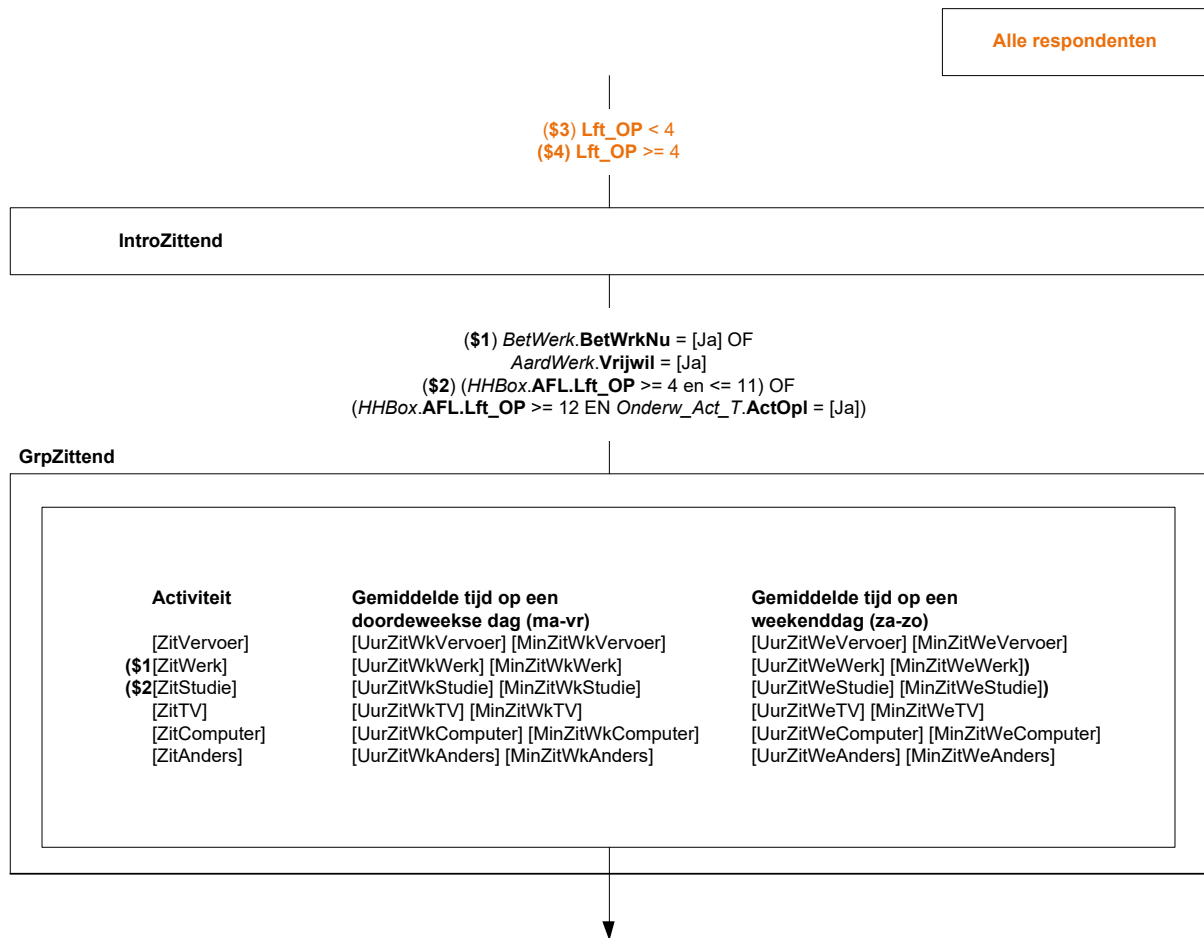 Alle respondenten
($3) Lft_OP < 4
($4) Lft_OP >= 4
IntroZittend
($1) BetWerk.BetWrkNu = [Ja] OF
AardWerk.Vrijwil = [Ja]
($2) (HHBox.AFL.Lft_OP >= 4 en <= 11) OF
(HHBox.AFL.Lft_OP >= 12 EN Onderw_Act_T.ActOpl = [Ja])
GrpZittend
Activiteit Gemiddelde tijd op een Gemiddelde tijd op een
doordeweekse dag (ma-vr) weekenddag (za-zo)
[ZitVervoer] [UurZitWkVervoer] [MinZitWkVervoer] [UurZitWeVervoer] [MinZitWeVervoer]
($1[ZitWerk] [UurZitWkWerk] [MinZitWkWerk] [UurZitWeWerk] [MinZitWeWerk])
($2[ZitStudie] [UurZitWkStudie] [MinZitWkStudie] [UurZitWeStudie] [MinZitWeStudie])
[ZitTV] [UurZitWkTV] [MinZitWkTV] [UurZitWeTV] [MinZitWeTV]
[ZitComputer] [UurZitWkComputer] [MinZitWkComputer] [UurZitWeComputer] [MinZitWeComputer]
[ZitAnders] [UurZitWkAnders] [MinZitWkAnders] [UurZitWeAnders] [MinZitWeAnders]